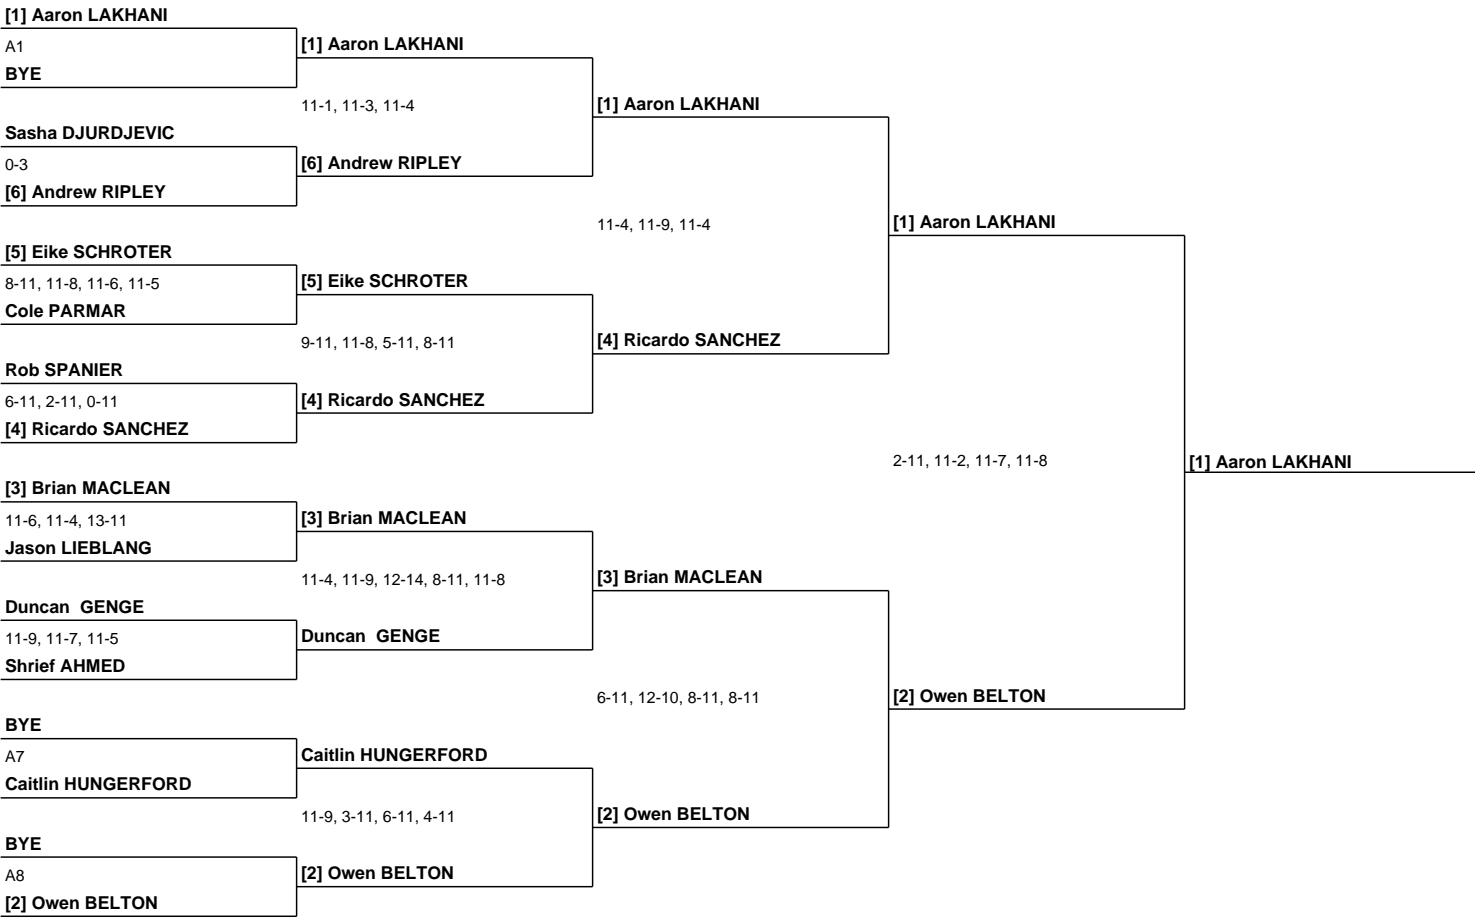 [1] Aaron LAKHANI
A1
BYE
Sasha DJURDJEVIC
0-3
[6] Andrew RIPLEY
[5] Eike SCHROTER
8-11, 11-8, 11-6, 11-5
Cole PARMAR
Rob SPANIER
6-11, 2-11, 0-11
[4] Ricardo SANCHEZ
[3] Brian MACLEAN
11-6, 11-4, 13-11
Jason LIEBLANG
Duncan  GENGE
11-9, 11-7, 11-5
Shrief AHMED
BYE
A7
Caitlin HUNGERFORD
BYE
A8
[2] Owen BELTON
[1] Aaron LAKHANI
11-1, 11-3, 11-4
[6] Andrew RIPLEY
[5] Eike SCHROTER
9-11, 11-8, 5-11, 8-11
[4] Ricardo SANCHEZ
[3] Brian MACLEAN
11-4, 11-9, 12-14, 8-11, 11-8
Duncan  GENGE
Caitlin HUNGERFORD
11-9, 3-11, 6-11, 4-11
[2] Owen BELTON
[1] Aaron LAKHANI
11-4, 11-9, 11-4
[4] Ricardo SANCHEZ
[3] Brian MACLEAN
6-11, 12-10, 8-11, 8-11
[2] Owen BELTON
[1] Aaron LAKHANI
2-11, 11-2, 11-7, 11-8
[2] Owen BELTON
[1] Aaron LAKHANI